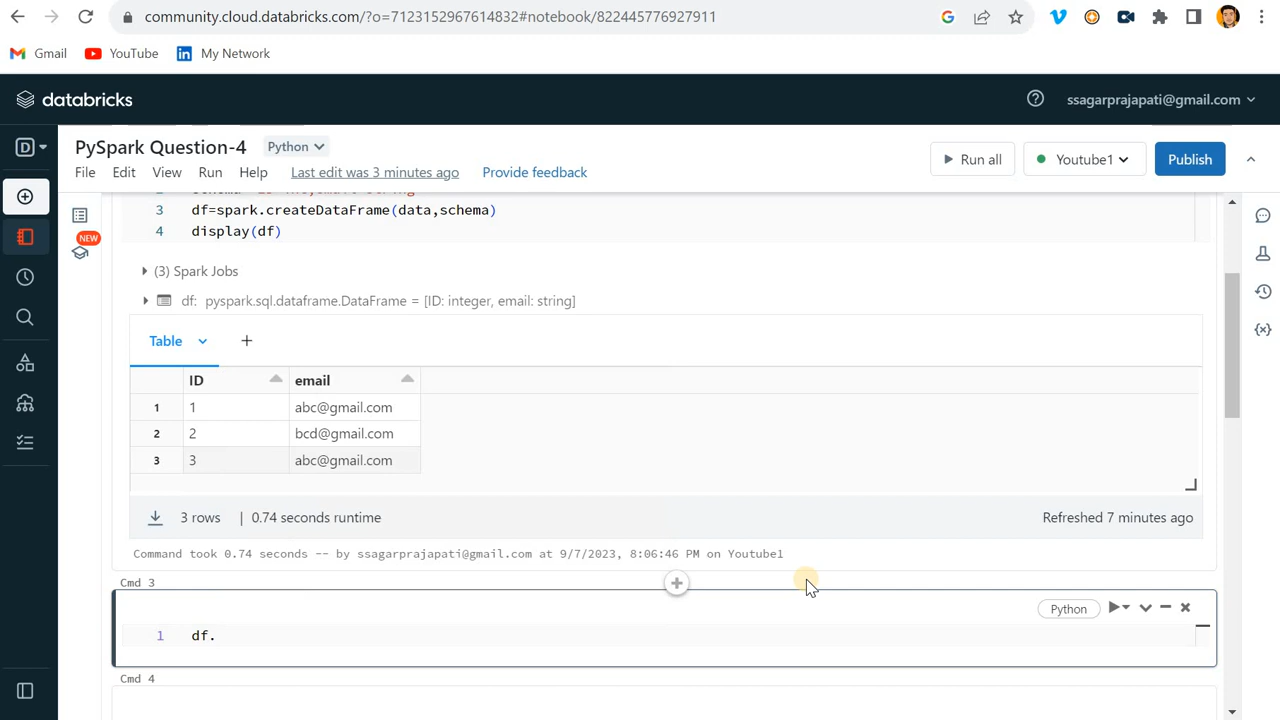 community.cloud.databricks.com/?o=7123152967614832#notebook/822445776927911
Gmail YouTube My Network
databricks
ssagarprajapati@gmail.com
PySpark Question-4 Python
File Edit View Run Help Last edit was 3 minutes ago Provide feedback
Run all Youtube1 Publish
NEW
3 df=spark.createDataFrame(data,schema)
4 display(df)
(3) Spark Jobs
df: pyspark.sql.dataframe.DataFrame = [ID: integer, email: string]
Table +
ID email
1 1 abc@gmail.com
2 2 bcd@gmail.com
3 3 abc@gmail.com
3 rows | 0.74 seconds runtime Refreshed 7 minutes ago
Command took 0.74 seconds -- by ssagarprajapati@gmail.com at 9/7/2023, 8:06:46 PM on Youtube1
Cmd 3
Python
1 df.
Cmd 4